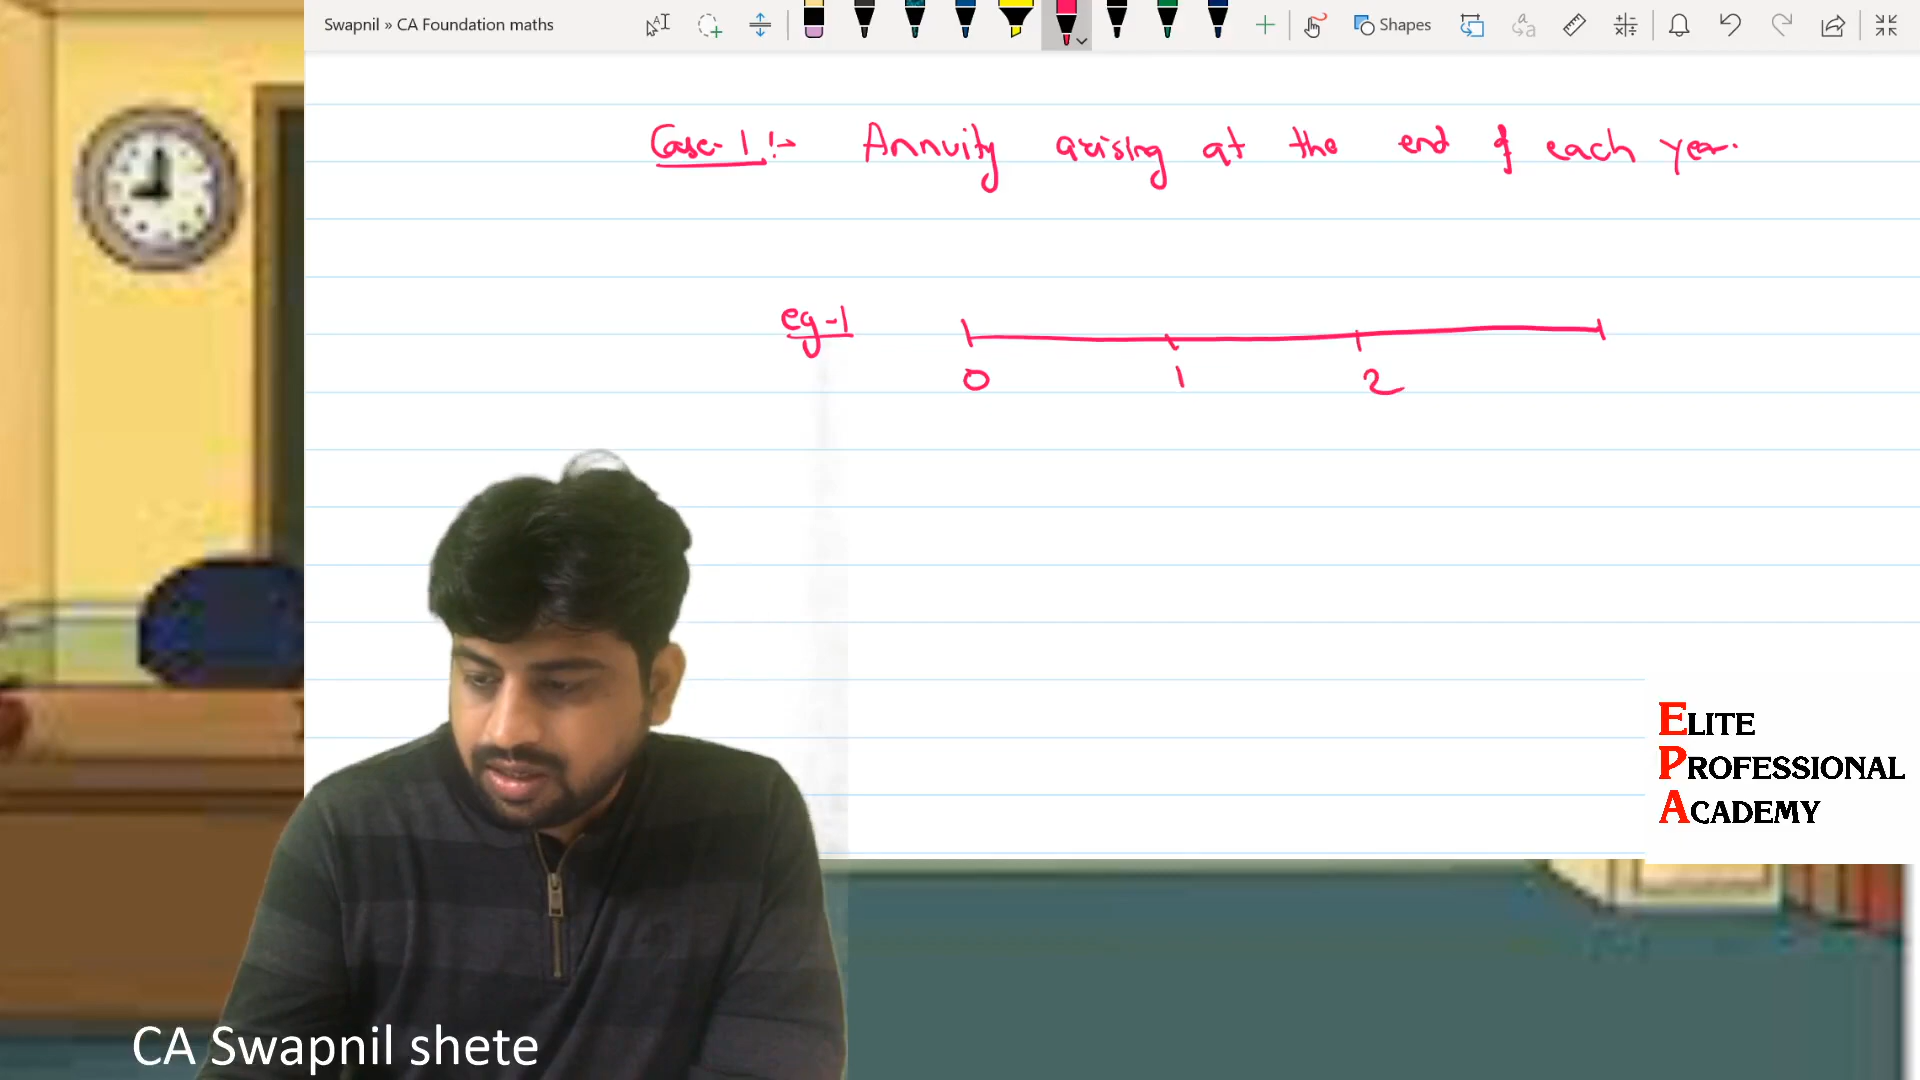 Swapnil » CA Foundation maths
Shapes
Case-1 :- Annuity arising at the end of each year.
eg-1
0 1 2
ELITE
PROFESSIONAL
ACADEMY
CA Swapnil shete